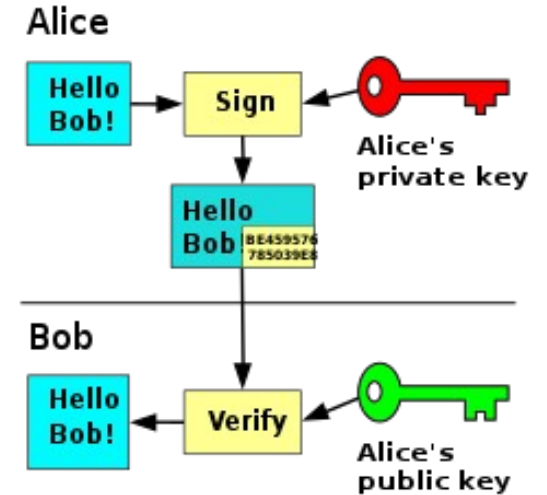 Alice
Hello
Bob!
Sign
Alice's
private key
Hello
Bob!
BE459576
785039E8
Bob
Hello
Bob!
Verify
Alice's
public key